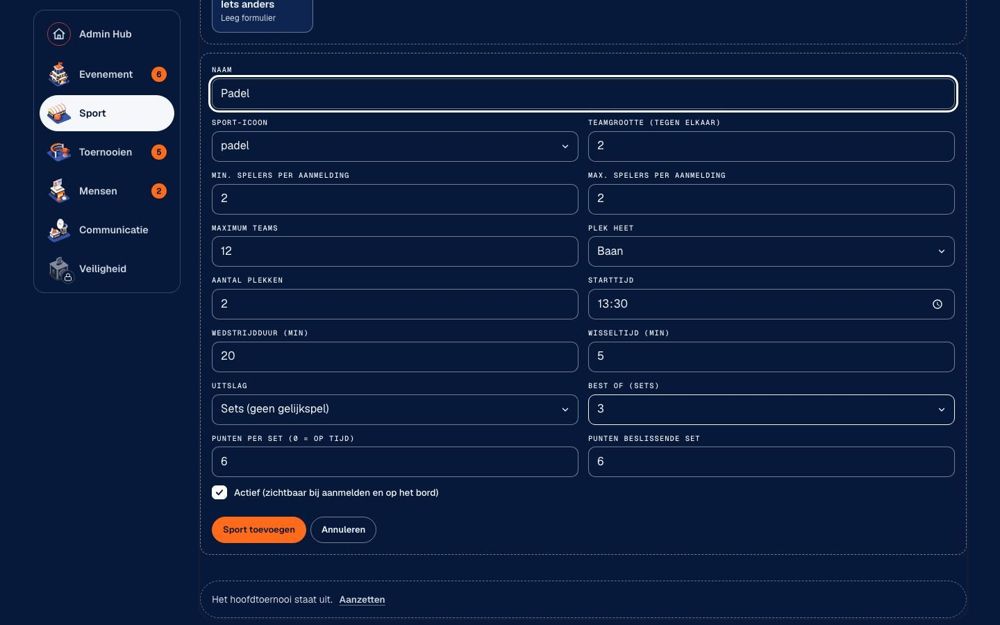 Iets anders
Leeg formulier
Admin Hub
Evenement 6
Sport
Toernooien 5
Mensen 2
Communicatie
Veiligheid
NAAM
Padel
SPORT-ICOON
padel
TEAMGROOTTE (TEGEN ELKAAR)
2
MIN. SPELERS PER AANMELDING
2
MAX. SPELERS PER AANMELDING
2
MAXIMUM TEAMS
12
PLEK HEET
Baan
AANTAL PLEKKEN
2
STARTTIJD
13:30
WEDSTRIJDDUUR (MIN)
20
WISSELTIJD (MIN)
5
UITSLAG
Sets (geen gelijkspel)
BEST OF (SETS)
3
PUNTEN PER SET (0 = OP TIJD)
6
PUNTEN BESLISSENDE SET
6
Actief (zichtbaar bij aanmelden en op het bord)
Sport toevoegen
Annuleren
Het hoofdtoernooi staat uit. Aanzetten